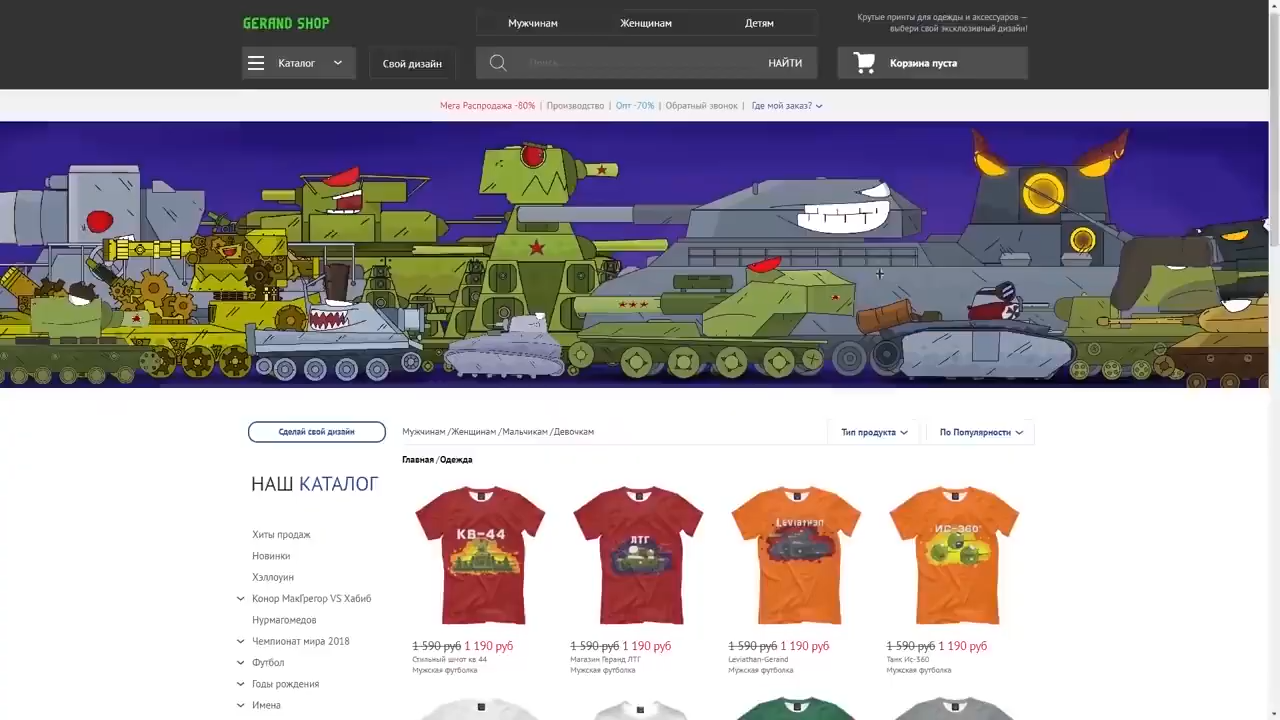 GERAND SHOP
Мужчинам
Женщинам
Детям
Крутые принты для одежды и аксессуаров —
выбери свой эксклюзивный дизайн!
Каталог
Свой дизайн
Поиск...
НАЙТИ
Корзина пуста
Мега Распродажа -80% | Производство | Опт -70% | Обратный звонок | Где мой заказ?
Сделай свой дизайн
Мужчинам /Женщинам /Мальчикам /Девочкам
Тип продукта
По Популярности
Главная /Одежда
НАШ КАТАЛОГ
Хиты продаж
Новинки
Хэллоуин
Конор МакГрегор VS Хабиб
Нурмагомедов
Чемпионат мира 2018
Футбол
Годы рождения
Имена
КВ-44
ЛТГ
Leviathan
ИС-360
1 590 руб 1 190 руб
Стильный шмот кв 44
Мужская футболка
1 590 руб 1 190 руб
Магазин Геранд ЛТГ
Мужская футболка
1 590 руб 1 190 руб
Leviathan-Gerand
Мужская футболка
1 590 руб 1 190 руб
Танк Ис-360
Мужская футболка